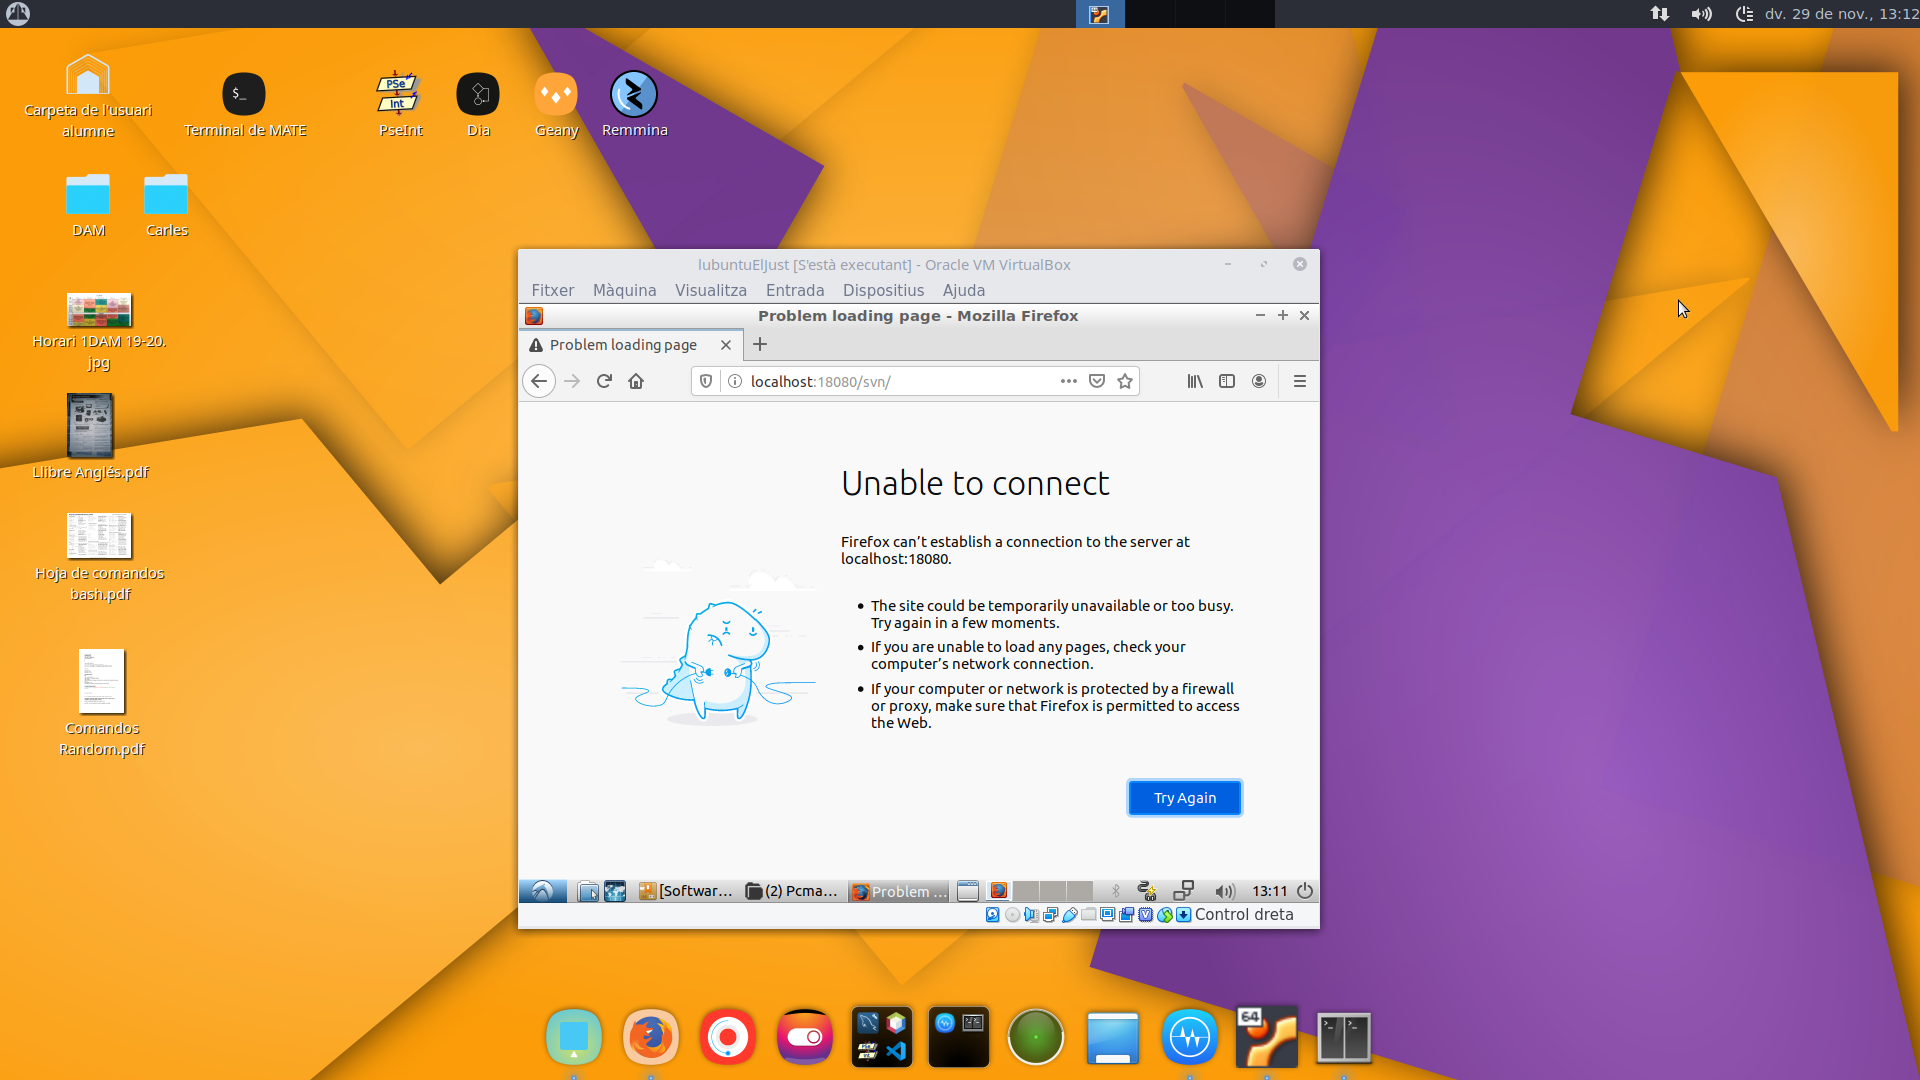 dv. 29 de nov., 13:12
Carpeta de l'usuari
alumne
Terminal de MATE
PSe
Int
PseInt
Dia
Geany
Remmina
DAM
Carles
Horari 1DAM 19-20.
jpg
Llibre Anglés.pdf
Hoja de comandos
bash.pdf
Comandos
Random.pdf
lubuntuElJust [S'està executant] - Oracle VM VirtualBox
Fitxer Màquina Visualitza Entrada Dispositius Ajuda
Problem loading page - Mozilla Firefox
Problem loading page
localhost:18080/svn/
Unable to connect
Firefox can’t establish a connection to the server at
localhost:18080.
• The site could be temporarily unavailable or too busy.
Try again in a few moments.
• If you are unable to load any pages, check your
computer’s network connection.
• If your computer or network is protected by a firewall
or proxy, make sure that Firefox is permitted to access
the Web.
Try Again
[Softwar... (2) Pcma... Problem ... 13:11
Control dreta
64